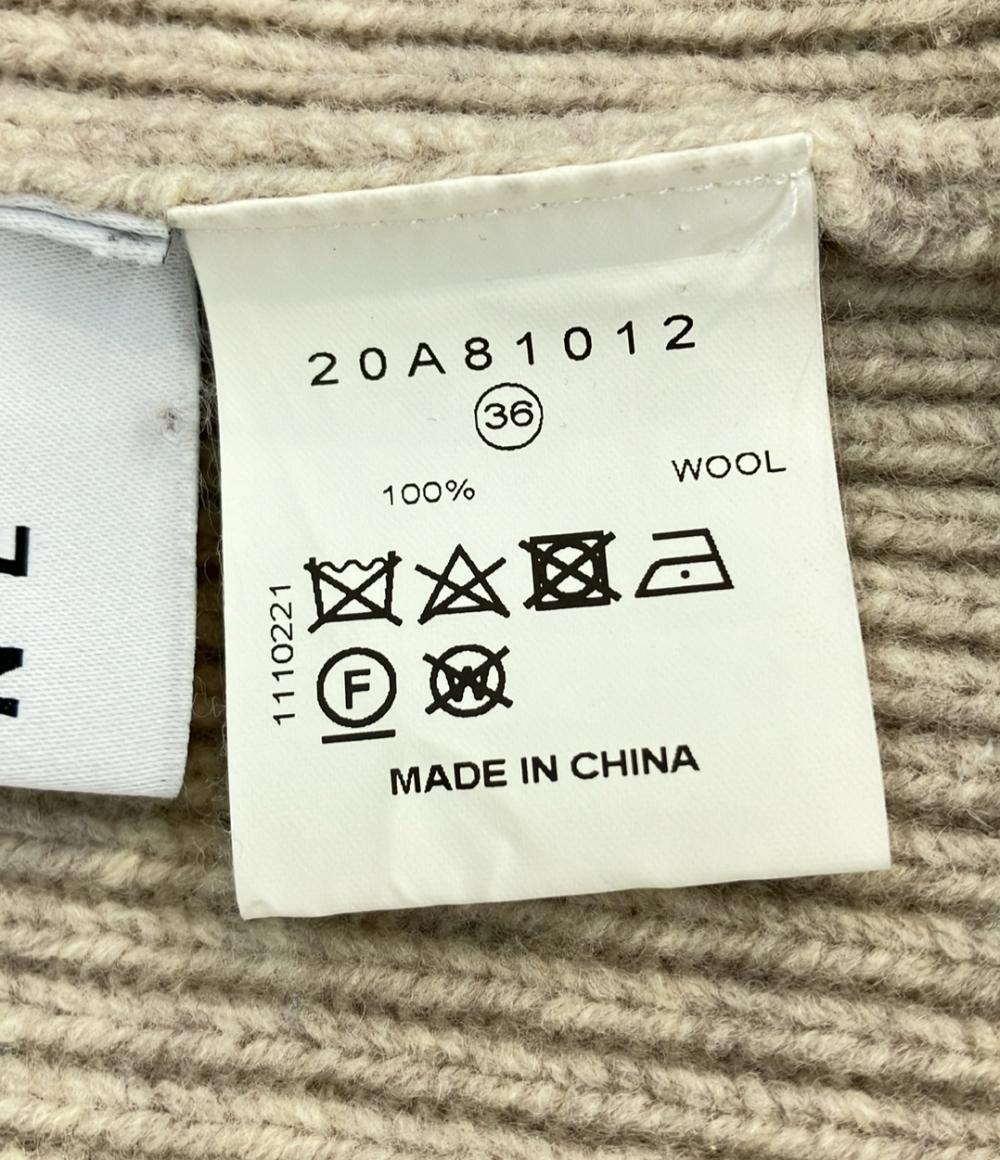 20A81012
36
100% WOOL
1110221
F
W
MADE IN CHINA